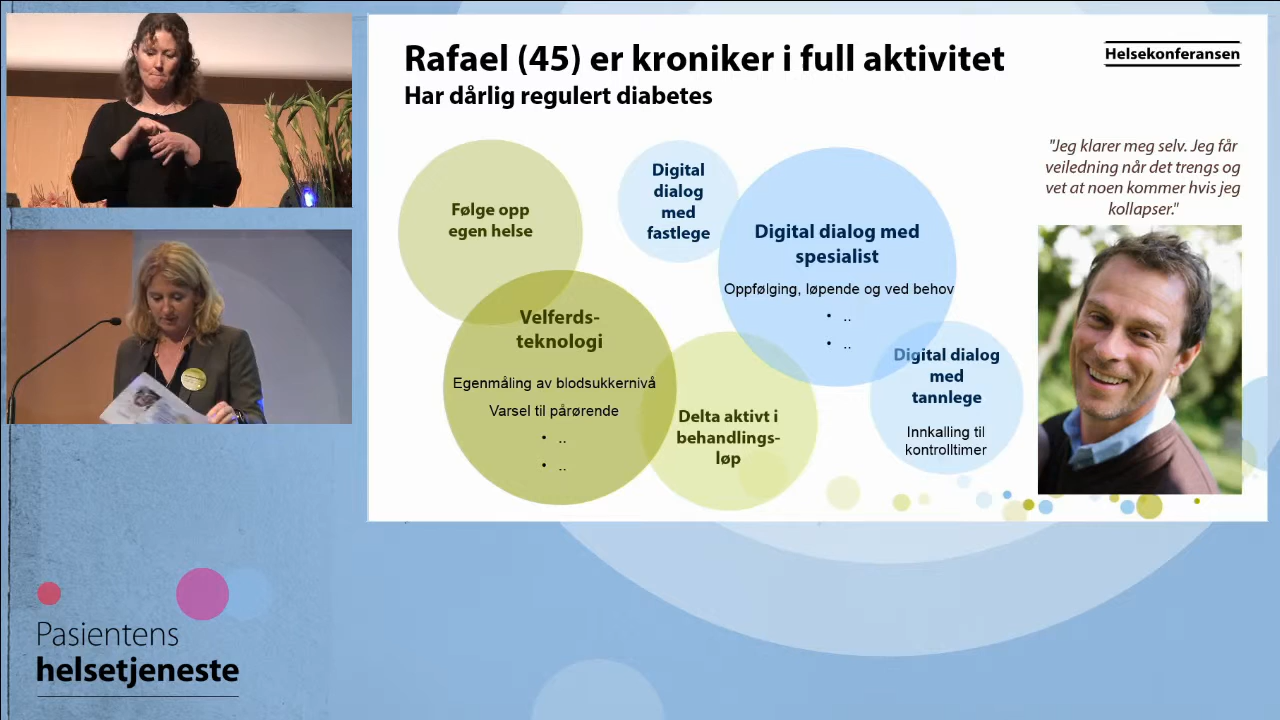 Rafael (45) er kroniker i full aktivitet
Har dårlig regulert diabetes
Helsekonferansen
"Jeg klarer meg selv. Jeg får
veiledning når det trengs og
vet at noen kommer hvis jeg
kollapser."
Følge opp
egen helse
Digital
dialog
med
fastlege
Digital dialog med
spesialist
Oppfølging, løpende og ved behov
• ..
• ..
Velferds-
teknologi
Egenmåling av blodsukkernivå
Varsel til pårørende
• ..
• ..
Delta aktivt i
behandlings-
løp
Digital dialog
med
tannlege
Innkalling til
kontrolltimer
Pasientens
helsetjeneste